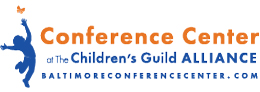 Conference Center
at The Children's Guild ALLIANCE
BALTIMORECONFERENCECENTER.COM